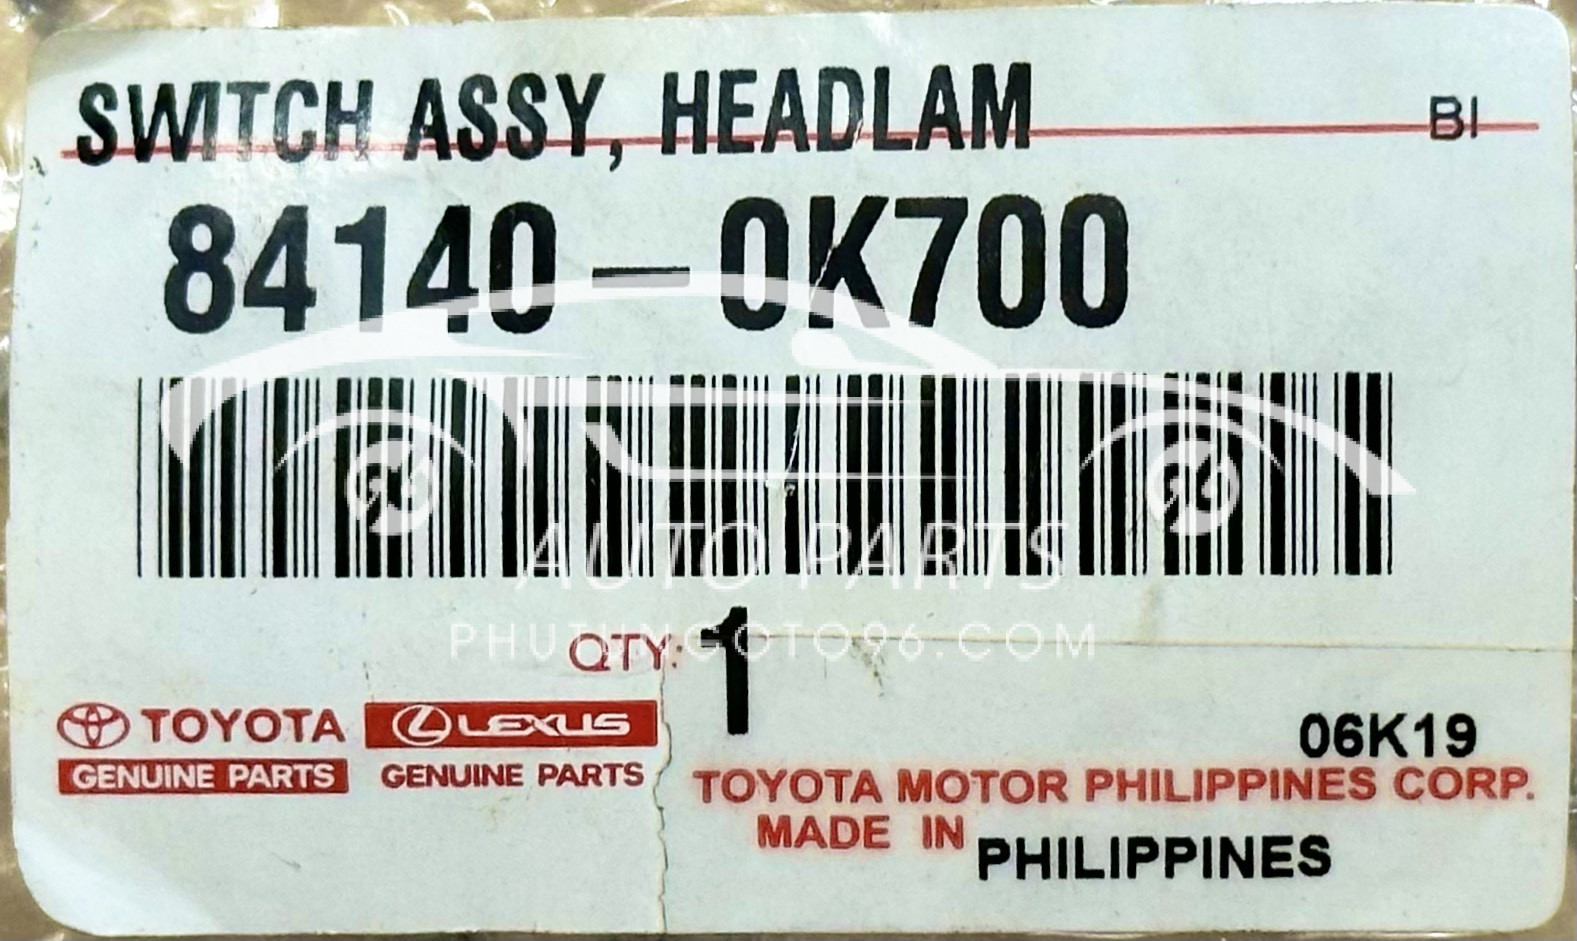 SWITCH ASSY, HEADLAM
BI
84140-0K700
AUTO PARTS
PHUTUNGOTO96.COM
QTY: 1
TOYOTA
GENUINE PARTS
LEXUS
GENUINE PARTS
06K19
TOYOTA MOTOR PHILIPPINES CORP.
MADE IN PHILIPPINES